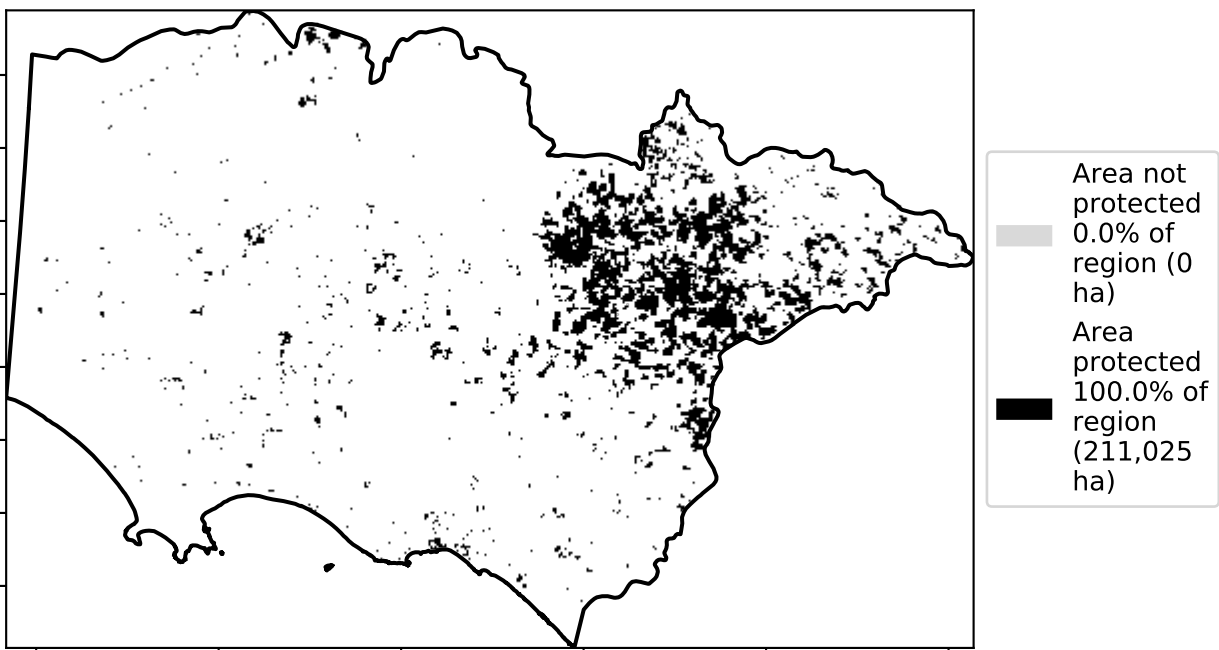 Area not
protected
0.0% of
region (0
ha)
Area
protected
100.0% of
region
(211,025
ha)